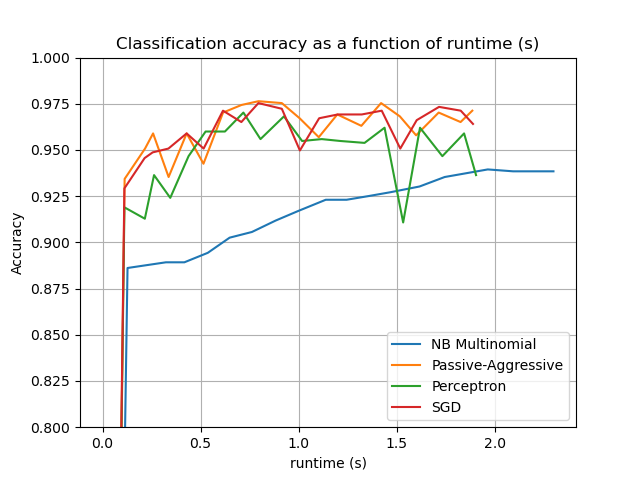 Classification accuracy as a function of runtime (s)
1.000
0.975
0.950
0.925
0.900
0.875
0.850
0.825
0.800
Accuracy
NB Multinomial
Passive-Aggressive
Perceptron
SGD
0.0 0.5 1.0 1.5 2.0
runtime (s)